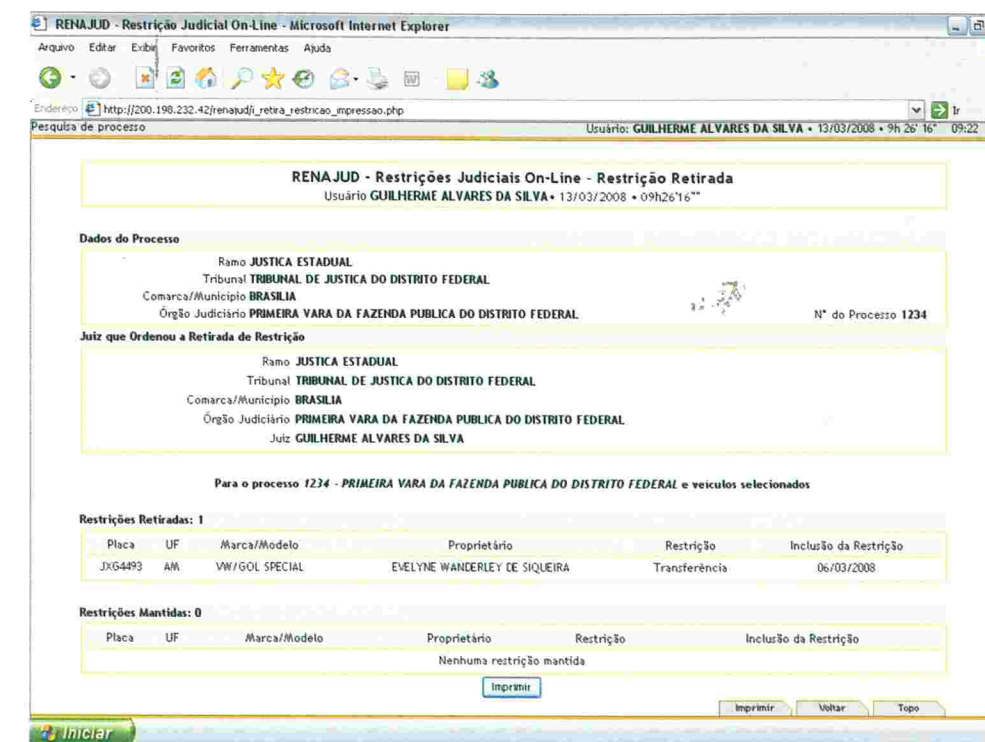 RENAJUD - Restrição Judicial On-Line - Microsoft Internet Explorer
Arquivo Editar Exibir Favoritos Ferramentas Ajuda
Endereço http://200.198.232.42/renajud/i_retira_restricao_impressao.php Ir
Pesquisa de processo Usuário: GUILHERME ALVARES DA SILVA • 13/03/2008 • 9h 26' 16" 09:22
RENAJUD - Restrições Judiciais On-Line - Restrição Retirada
Usuário GUILHERME ALVARES DA SILVA • 13/03/2008 • 09h26'16""
Dados do Processo
Ramo JUSTICA ESTADUAL
Tribunal TRIBUNAL DE JUSTICA DO DISTRITO FEDERAL
Comarca/Município BRASILIA
Órgão Judiciário PRIMEIRA VARA DA FAZENDA PUBLICA DO DISTRITO FEDERAL N° do Processo 1234
Juiz que Ordenou a Retirada de Restrição
Ramo JUSTICA ESTADUAL
Tribunal TRIBUNAL DE JUSTICA DO DISTRITO FEDERAL
Comarca/Município BRASILIA
Órgão Judiciário PRIMEIRA VARA DA FAZENDA PUBLICA DO DISTRITO FEDERAL
Juiz GUILHERME ALVARES DA SILVA
Para o processo 1234 - PRIMEIRA VARA DA FAZENDA PUBLICA DO DISTRITO FEDERAL e veículos selecionados
Restrições Retiradas: 1
Placa UF Marca/Modelo Proprietário Restrição Inclusão da Restrição
JXG4493 AM VW/GOL SPECIAL EVELYNE WANDERLEY DE SIQUEIRA Transferência 06/03/2008
Restrições Mantidas: 0
Placa UF Marca/Modelo Proprietário Restrição Inclusão da Restrição
Nenhuma restrição mantida
Imprimir
Imprimir Voltar Topo
Iniciar